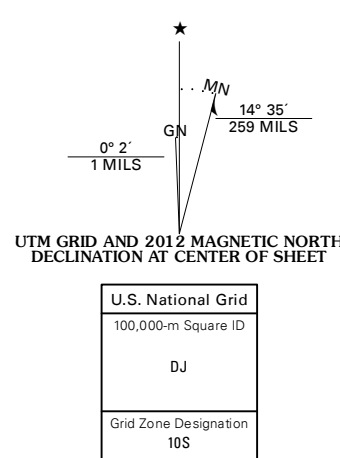 ★
MN
GN
14° 35´
259 MILS
0° 2´
1 MILS
UTM GRID AND 2012 MAGNETIC NORTH
DECLINATION AT CENTER OF SHEET
U.S. National Grid
100,000-m Square ID
DJ
Grid Zone Designation
10S